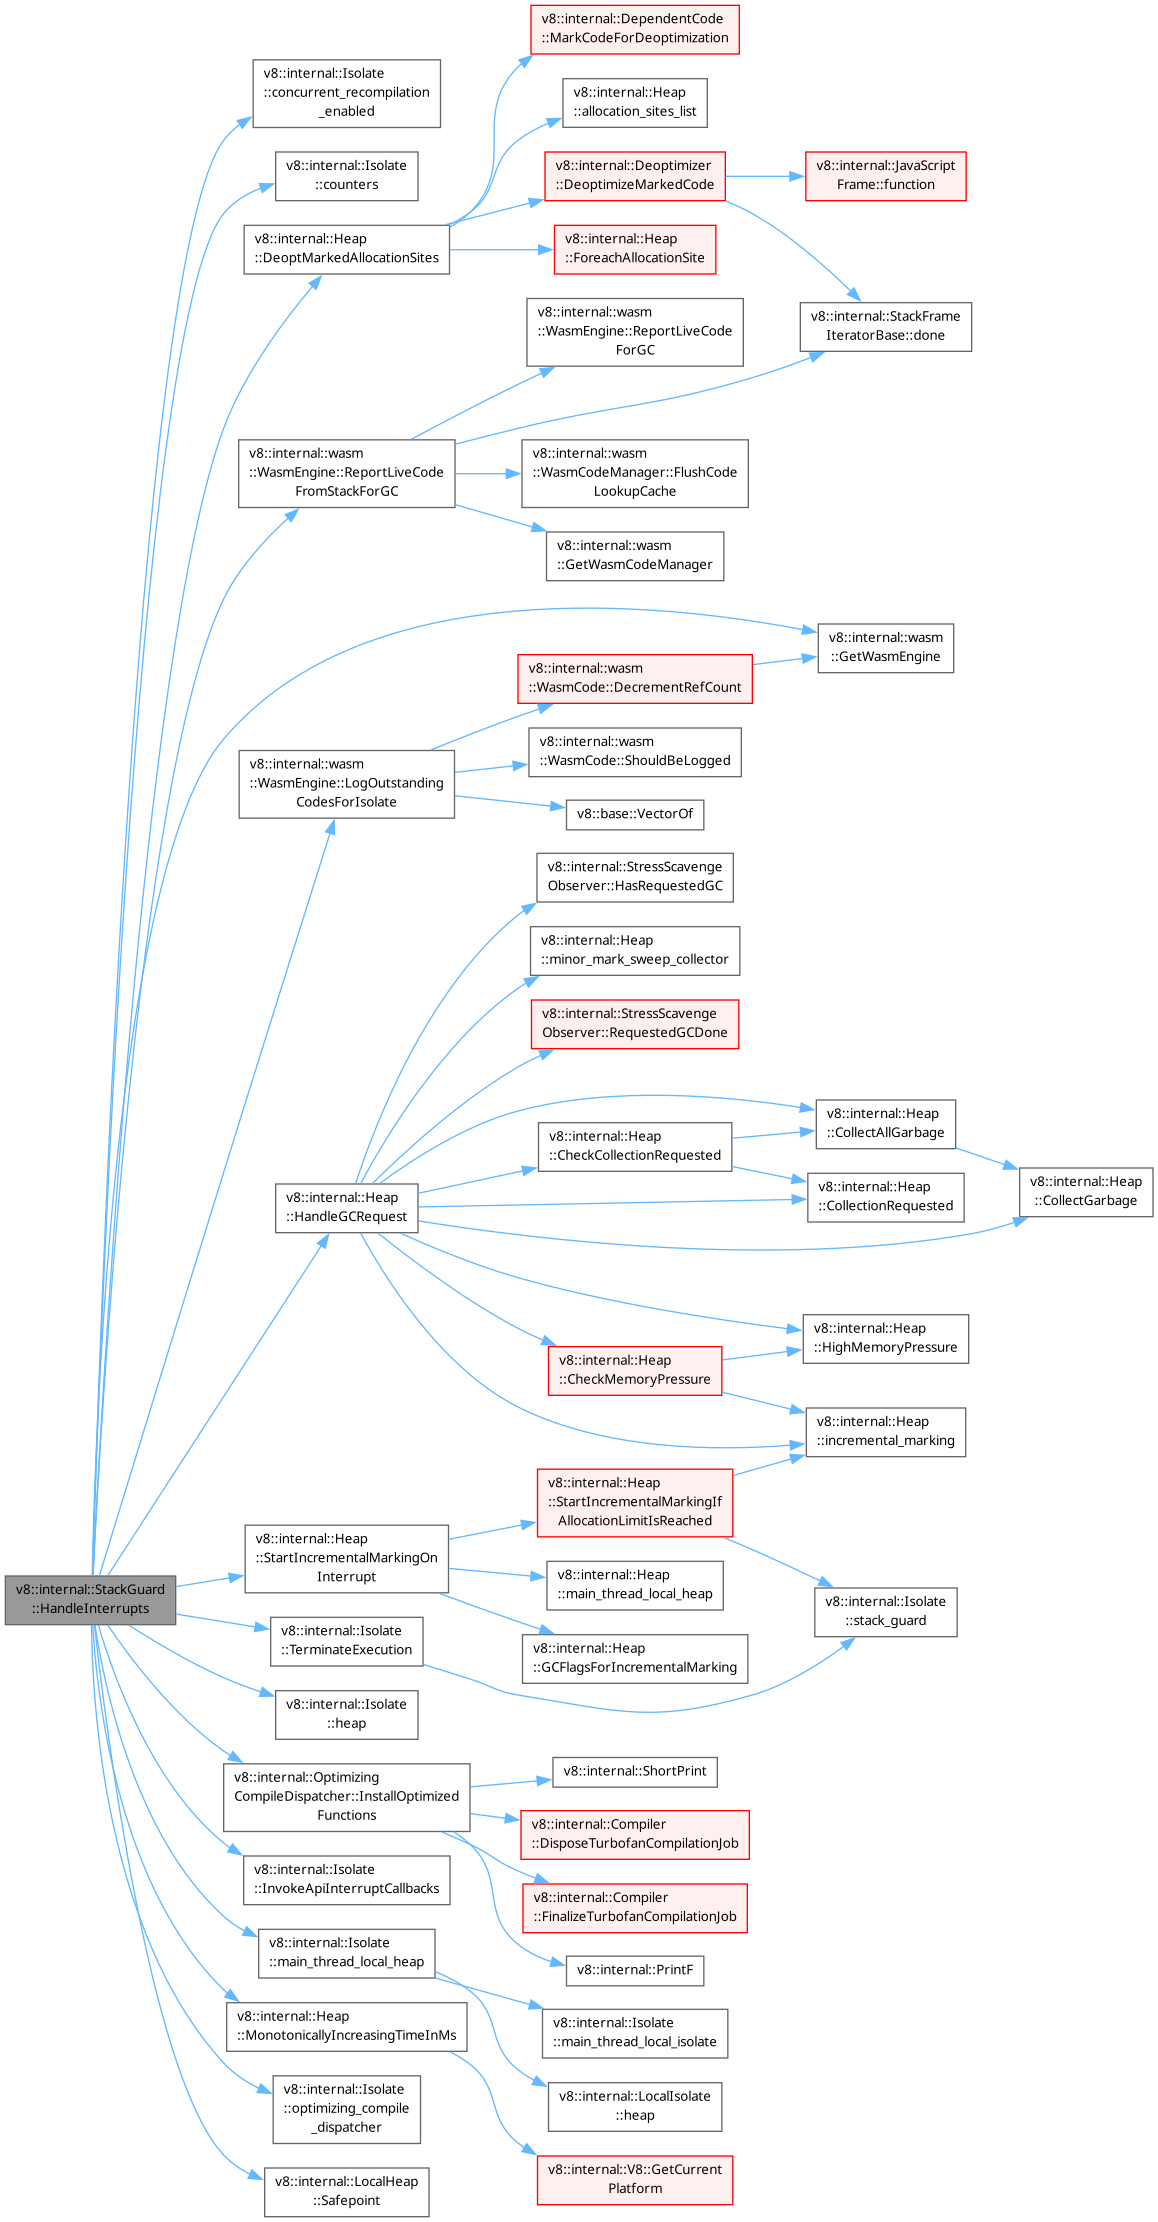 v8::internal::DependentCode
::MarkCodeForDeoptimization
v8::internal::Isolate
::concurrent_recompilation
_enabled
v8::internal::Heap
::allocation_sites_list
v8::internal::Isolate
::counters
v8::internal::Deoptimizer
::DeoptimizeMarkedCode
v8::internal::JavaScript
Frame::function
v8::internal::Heap
::DeoptMarkedAllocationSites
v8::internal::Heap
::ForeachAllocationSite
v8::internal::wasm
::WasmEngine::ReportLiveCode
ForGC
v8::internal::StackFrame
IteratorBase::done
v8::internal::wasm
::WasmEngine::ReportLiveCode
FromStackForGC
v8::internal::wasm
::WasmCodeManager::FlushCode
LookupCache
v8::internal::wasm
::GetWasmCodeManager
v8::internal::wasm
::GetWasmEngine
v8::internal::wasm
::WasmCode::DecrementRefCount
v8::internal::wasm
::WasmCode::ShouldBeLogged
v8::internal::wasm
::WasmEngine::LogOutstanding
CodesForIsolate
v8::base::VectorOf
v8::internal::StressScavenge
Observer::HasRequestedGC
v8::internal::Heap
::minor_mark_sweep_collector
v8::internal::StressScavenge
Observer::RequestedGCDone
v8::internal::Heap
::CollectAllGarbage
v8::internal::Heap
::CheckCollectionRequested
v8::internal::Heap
::CollectionRequested
v8::internal::Heap
::CollectGarbage
v8::internal::Heap
::HandleGCRequest
v8::internal::Heap
::HighMemoryPressure
v8::internal::Heap
::CheckMemoryPressure
v8::internal::Heap
::incremental_marking
v8::internal::Heap
::StartIncrementalMarkingIf
AllocationLimitIsReached
v8::internal::Heap
::StartIncrementalMarkingOn
Interrupt
v8::internal::Heap
::main_thread_local_heap
v8::internal::StackGuard
::HandleInterrupts
v8::internal::Isolate
::stack_guard
v8::internal::Isolate
::TerminateExecution
v8::internal::Heap
::GCFlagsForIncrementalMarking
v8::internal::Isolate
::heap
v8::internal::Optimizing
CompileDispatcher::InstallOptimized
Functions
v8::internal::ShortPrint
v8::internal::Compiler
::DisposeTurbofanCompilationJob
v8::internal::Isolate
::InvokeApiInterruptCallbacks
v8::internal::Compiler
::FinalizeTurbofanCompilationJob
v8::internal::Isolate
::main_thread_local_heap
v8::internal::PrintF
v8::internal::Heap
::MonotonicallyIncreasingTimeInMs
v8::internal::Isolate
::main_thread_local_isolate
v8::internal::Isolate
::optimizing_compile
_dispatcher
v8::internal::LocalIsolate
::heap
v8::internal::LocalHeap
::Safepoint
v8::internal::V8::GetCurrent
Platform